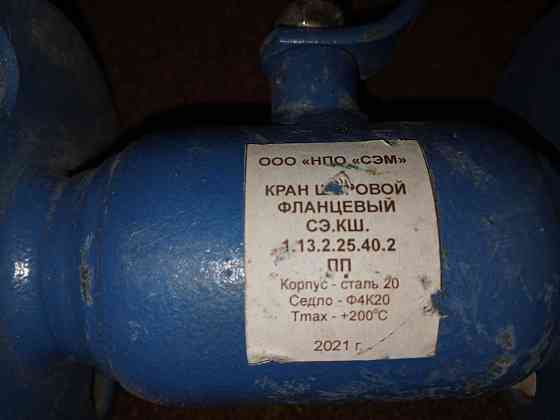 ООО «НПО «СЭМ»
КРАН ШАРОВОЙ
ФЛАНЦЕВЫЙ
СЭ.КШ.
1.13.2.25.40.2
ПП
Корпус - сталь 20
Седло - Ф4К20
Tmax - +200°С
2021 г.